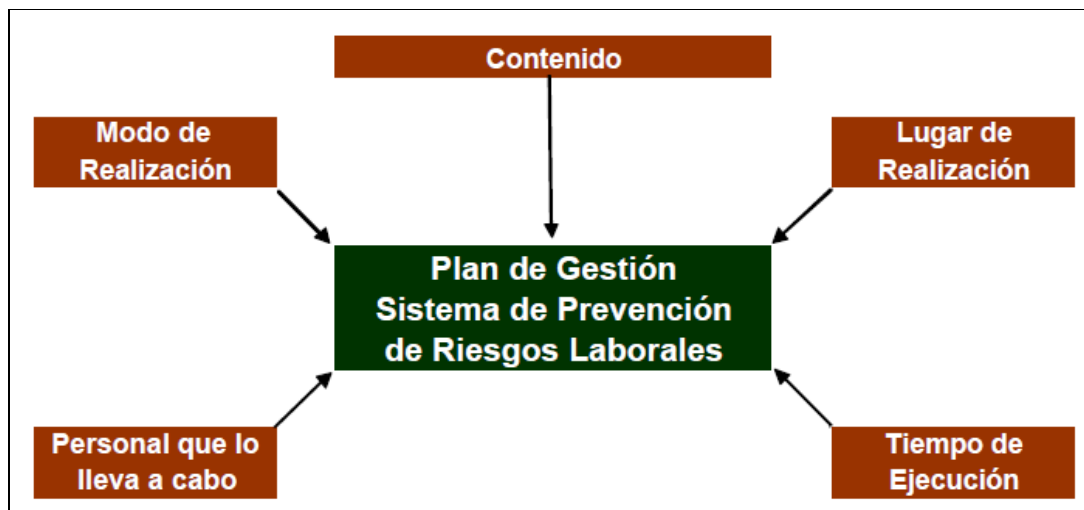 Contenido
Modo de
Realización
Lugar de
Realización
Plan de Gestión
Sistema de Prevención
de Riesgos Laborales
Personal que lo
lleva a cabo
Tiempo de
Ejecución